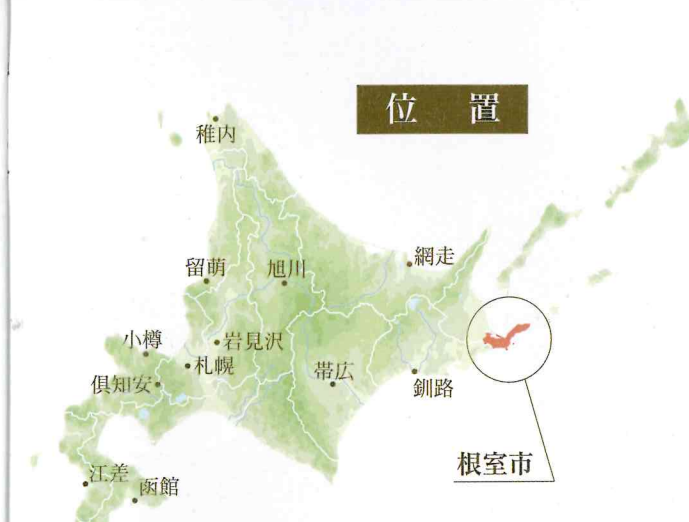 位置
稚内
網走
留萌
旭川
小樽
岩見沢
札幌
倶知安
帯広
釧路
根室市
江差
函館